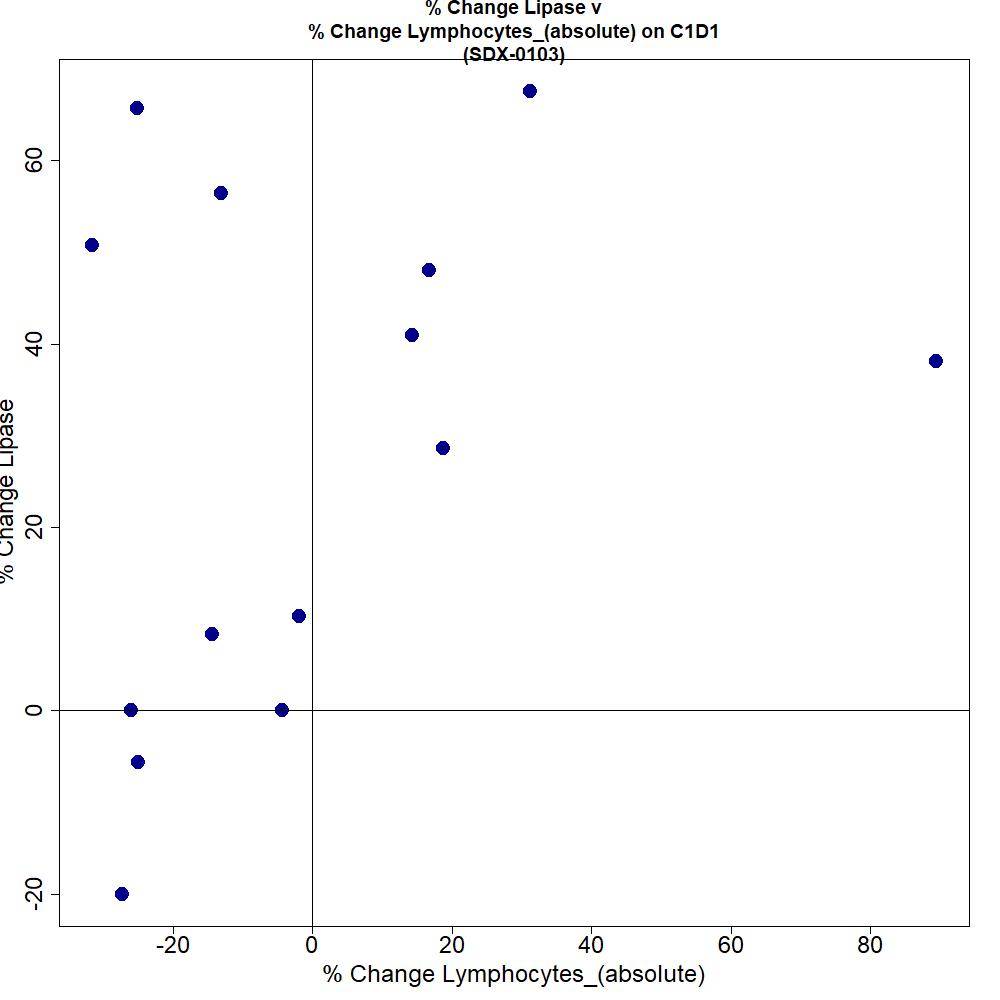 % Change Lipase v
% Change Lymphocytes_(absolute) on C1D1
(SDX-0103)
% Change Lipase
60
40
20
0
-20
-20 0 20 40 60 80
% Change Lymphocytes_(absolute)